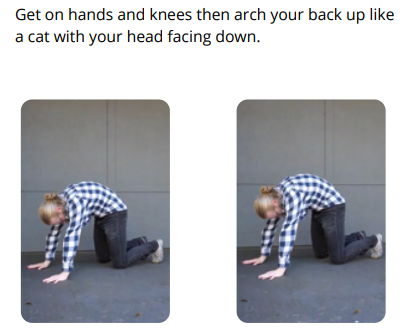 Get on hands and knees then arch your back up like
a cat with your head facing down.